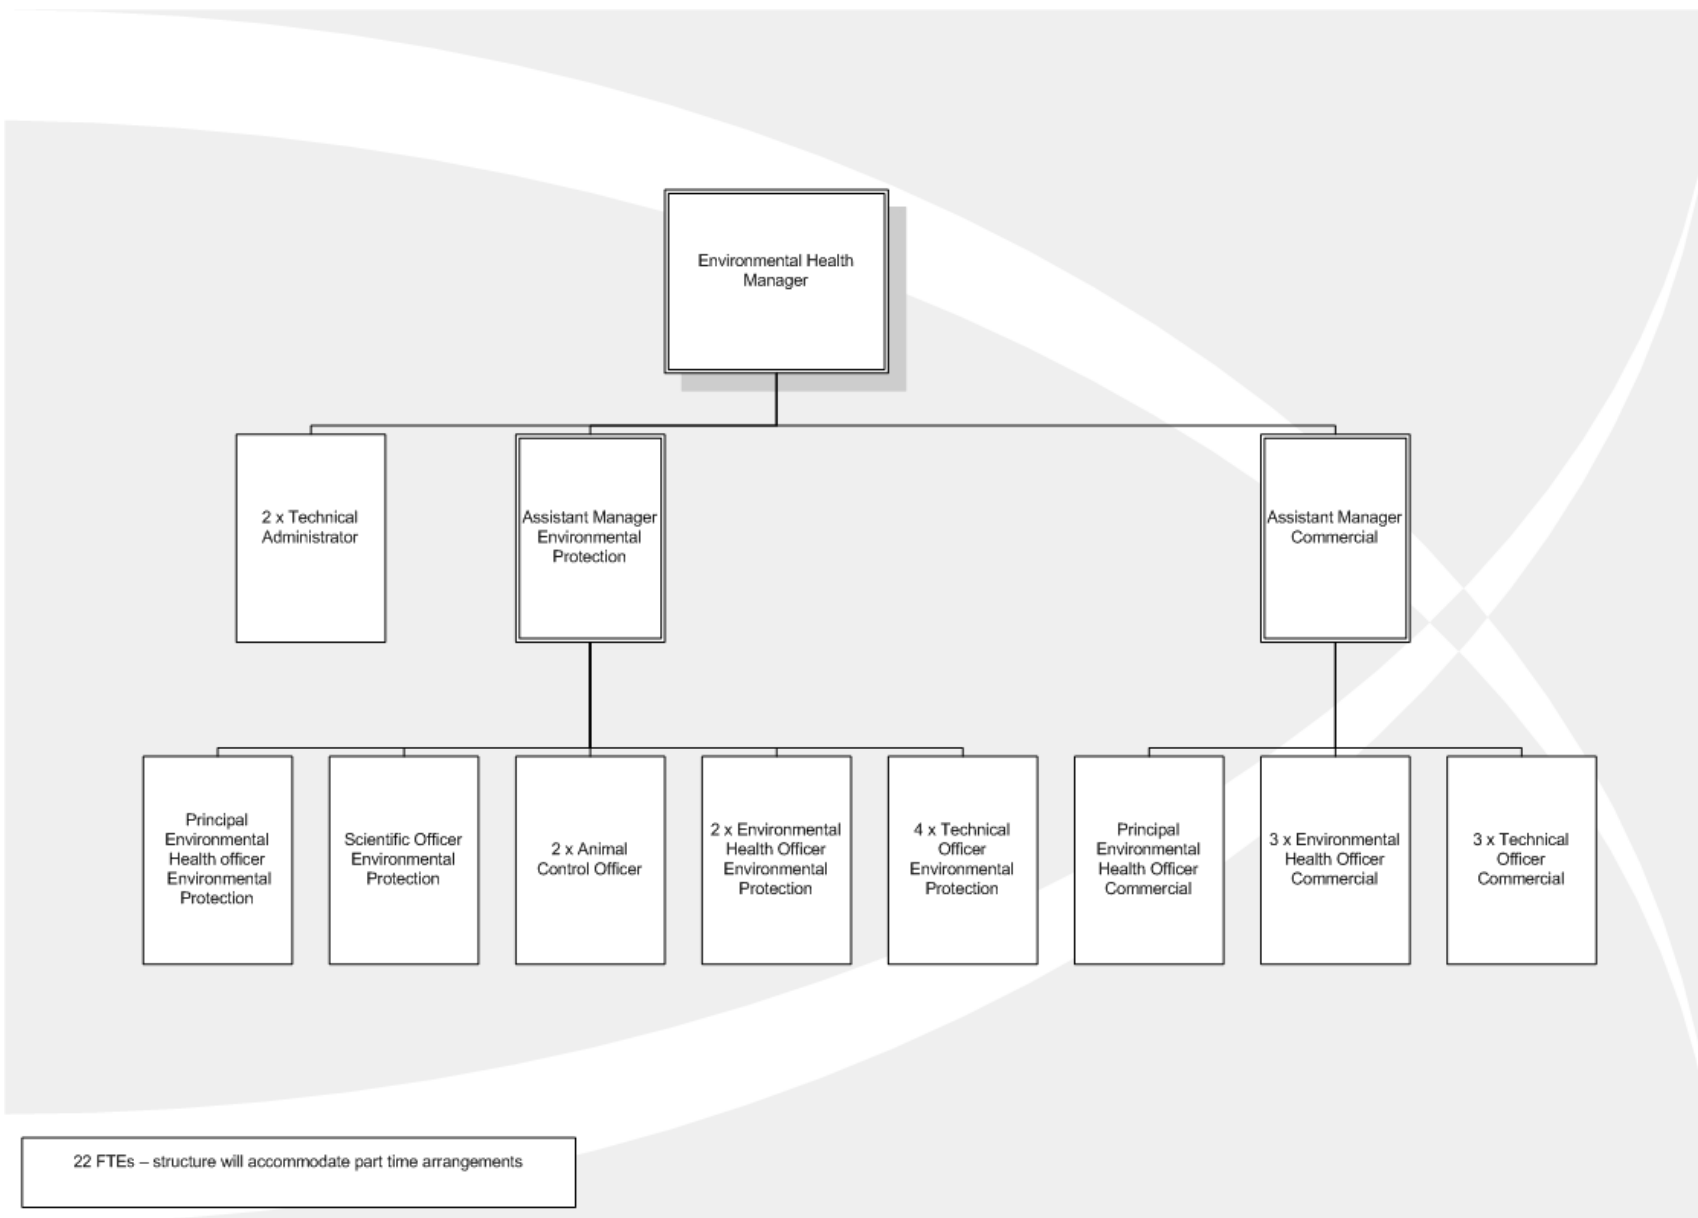 Environmental Health
Manager
2 x Technical
Administrator
Assistant Manager
Environmental
Protection
Assistant Manager
Commercial
Principal
Environmental
Health officer
Environmental
Protection
Scientific Officer
Environmental
Protection
2 x Animal
Control Officer
2 x Environmental
Health Officer
Environmental
Protection
4 x Technical
Officer
Environmental
Protection
Principal
Environmental
Health Officer
Commercial
3 x Environmental
Health Officer
Commercial
3 x Technical
Officer
Commercial
22 FTEs – structure will accommodate part time arrangements